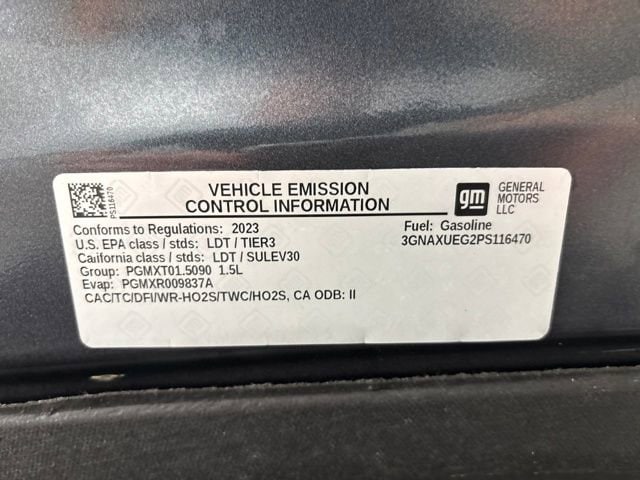 PS116470
VEHICLE EMISSION
CONTROL INFORMATION
gm
GENERAL
MOTORS
LLC
Conforms to Regulations: 2023
Fuel: Gasoline
U.S. EPA class / stds: LDT / TIER3
3GNAXUEG2PS116470
California class / stds: LDT / SULEV30
Group: PGMXT01.5090 1.5L
Evap: PGMXR009837A
CAC/TC/DFI/WR-HO2S/TWC/HO2S, CA ODB: II